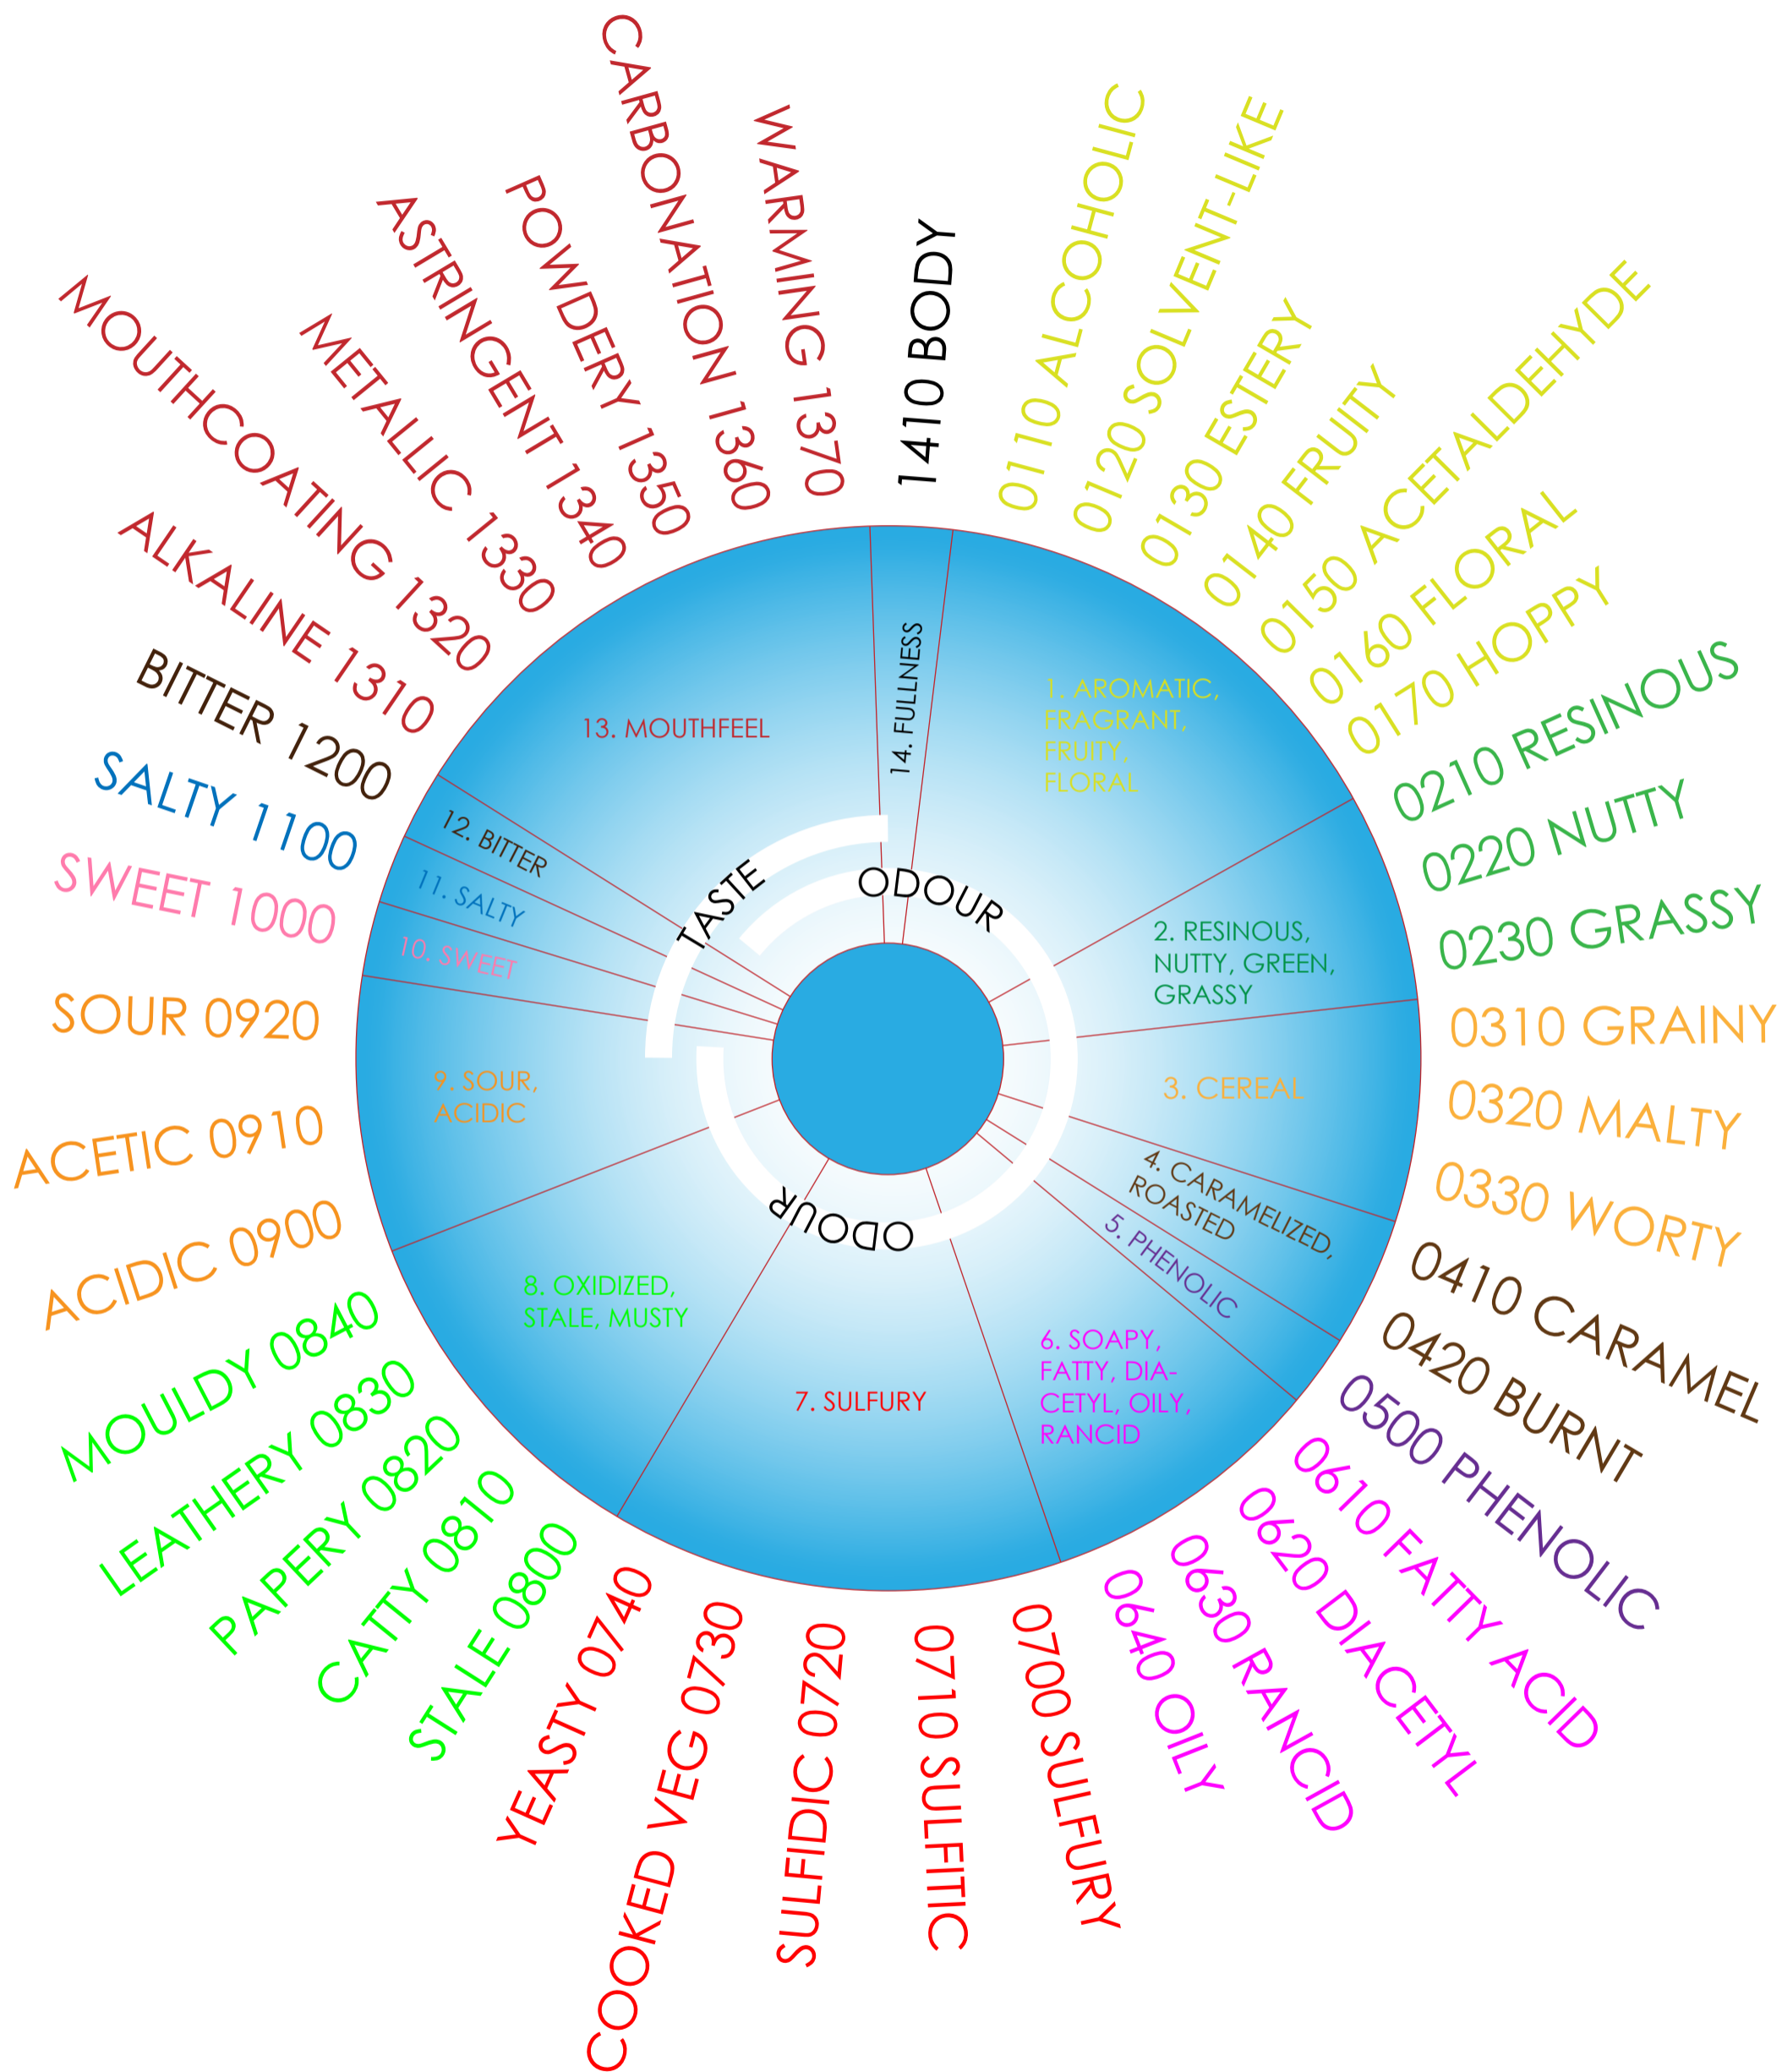 1410 BODY
0110 ALCOHOLIC
0120 SOLVENT-LIKE
0130 ESTERY
0140 FRUITY
0150 ACETALDEHYDE
0160 FLORAL
0170 HOPPY
0210 RESINOUS
0220 NUTTY
0230 GRASSY
0310 GRAINY
0320 MALTY
0330 WORTY
0410 CARAMEL
0420 BURNT
0500 PHENOLIC
0610 FATTY ACID
0620 DIACETYL
0630 RANCID
0640 OILY
0700 SULFURY
0710 SULFITIC
SULFIDIC 0720
COOKED VEG 0730
YEASTY 0740
STALE 0800
CATTY 0810
PAPERY 0820
LEATHERY 0830
MOULDY 0840
ACIDIC 0900
ACETIC 0910
SOUR 0920
SWEET 1000
SALTY 1100
BITTER 1200
ALKALINE 1310
MOUTHCOATING 1320
METALLIC 1330
ASTRINGENT 1340
POWDERY 1350
CARBONATION 1360
WARMING 1370
1. AROMATIC,
FRAGRANT,
FRUITY,
FLORAL
2. RESINOUS,
NUTTY, GREEN,
GRASSY
3. CEREAL
4. CARAMELIZED,
ROASTED
5. PHENOLIC
6. SOAPY,
FATTY, DIA-
CETYL, OILY,
RANCID
7. SULFURY
8. OXIDIZED,
STALE, MUSTY
9. SOUR,
ACIDIC
10. SWEET
11. SALTY
12. BITTER
13. MOUTHFEEL
14. FULLNESS
TASTE
ODOUR
ODOUR